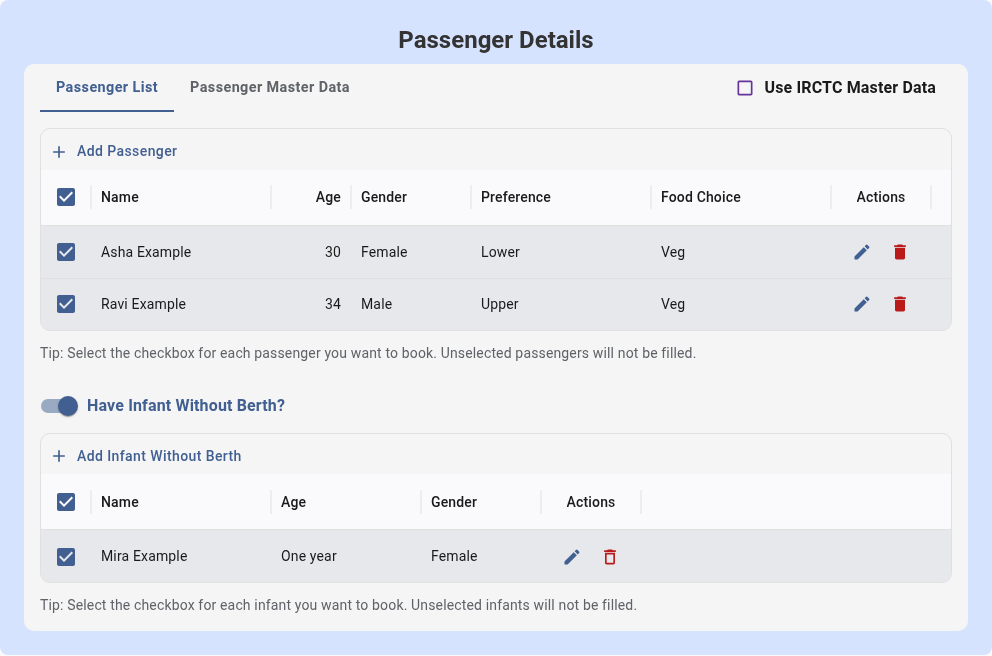 Passenger Details
Passenger List Passenger Master Data Use IRCTC Master Data
Add Passenger
Name Age Gender Preference Food Choice Actions
Asha Example 30 Female Lower Veg
Ravi Example 34 Male Upper Veg
Tip: Select the checkbox for each passenger you want to book. Unselected passengers will not be filled.
Have Infant Without Berth?
Add Infant Without Berth
Name Age Gender Actions
Mira Example One year Female
Tip: Select the checkbox for each infant you want to book. Unselected infants will not be filled.